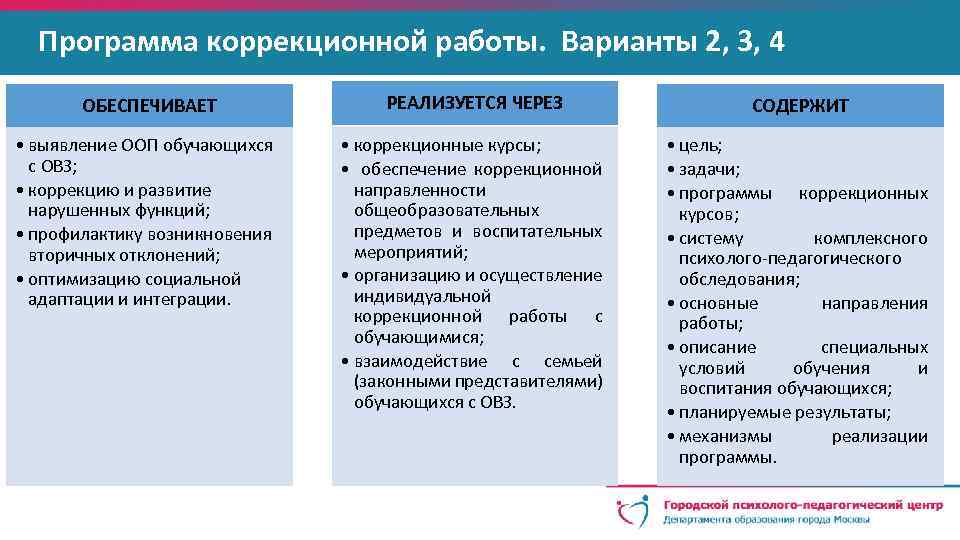 Программа коррекционной работы. Варианты 2, 3, 4
ОБЕСПЕЧИВАЕТ
• выявление ООП обучающихся
с ОВЗ;
• коррекцию и развитие
нарушенных функций;
• профилактику возникновения
вторичных отклонений;
• оптимизацию социальной
адаптации и интеграции.
РЕАЛИЗУЕТСЯ ЧЕРЕЗ
• коррекционные курсы;
• обеспечение коррекционной
направленности
общеобразовательных
предметов и воспитательных
мероприятий;
• организацию и осуществление
индивидуальной
коррекционной работы с
обучающимися;
• взаимодействие с семьей
(законными представителями)
обучающихся с ОВЗ.
СОДЕРЖИТ
• цель;
• задачи;
• программы коррекционных
курсов;
• систему комплексного
психолого-педагогического
обследования;
• основные направления
работы;
• описание специальных
условий обучения и
воспитания обучающихся;
• планируемые результаты;
• механизмы реализации
программы.
Городской психолого-педагогический центр
Департамента образования города Москвы